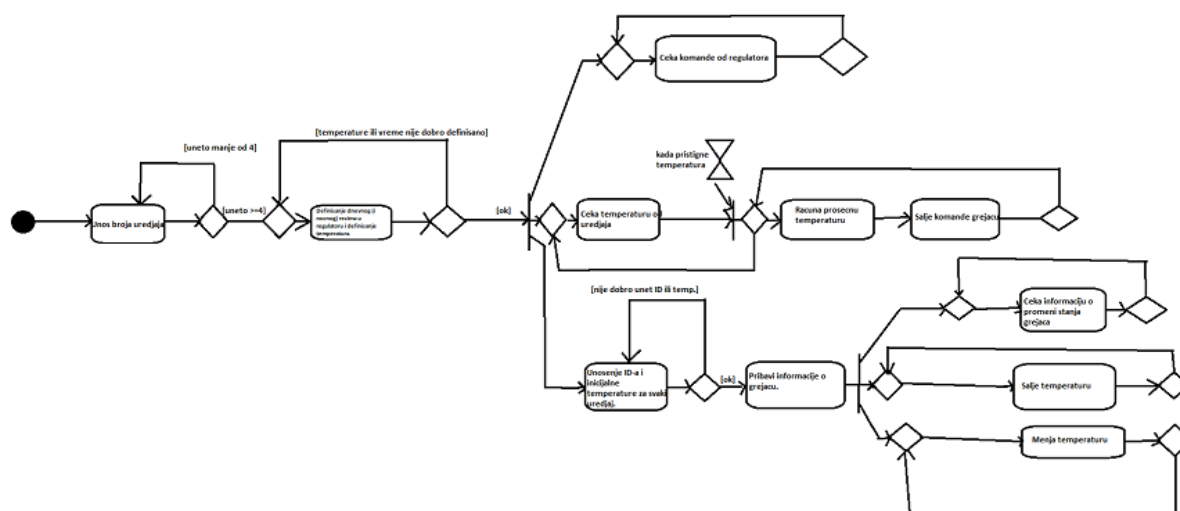 Ceka komande od regulatora
[temperature ili vreme nije dobro definisano]
[uneto manje od 4]
kada pristigne
temperatura
Unos broja uredjaja
[uneto >=4]
Definisanje dnevnog (i
nocnog) rezima u
regulatoru i definisanje
temperatura.
[ok]
Ceka temperaturu od
uredjaja
Racuna prosecnu
temperaturu
Salje komande grejacu
[nije dobro unet ID ili temp.]
Unosenje ID-a i
inicijalne
temperature za svaki
uredjaj.
[ok]
Pribavi informacije o
grejacu.
Ceka informaciju o
promeni stanja
grejaca
Salje temperaturu
Menja temperaturu